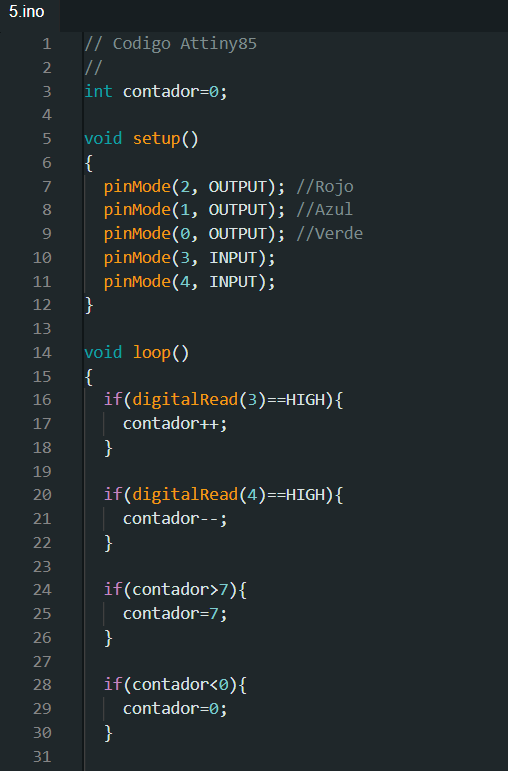 5.ino
1 // Codigo Attiny85
2 //
3 int contador=0;
4
5 void setup()
6 {
7 pinMode(2, OUTPUT); //Rojo
8 pinMode(1, OUTPUT); //Azul
9 pinMode(0, OUTPUT); //Verde
10 pinMode(3, INPUT);
11 pinMode(4, INPUT);
12 }
13
14 void loop()
15 {
16 if(digitalRead(3)==HIGH){
17 contador++;
18 }
19
20 if(digitalRead(4)==HIGH){
21 contador--;
22 }
23
24 if(contador>7){
25 contador=7;
26 }
27
28 if(contador<0){
29 contador=0;
30 }
31